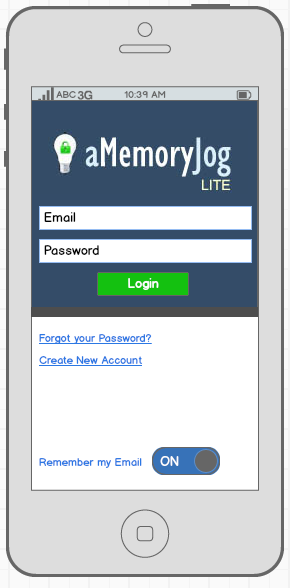 ABC 3G 10:39 AM
aMemoryJog
LITE
Email
Password
Login
Forgot your Password?
Create New Account
Remember my Email ON